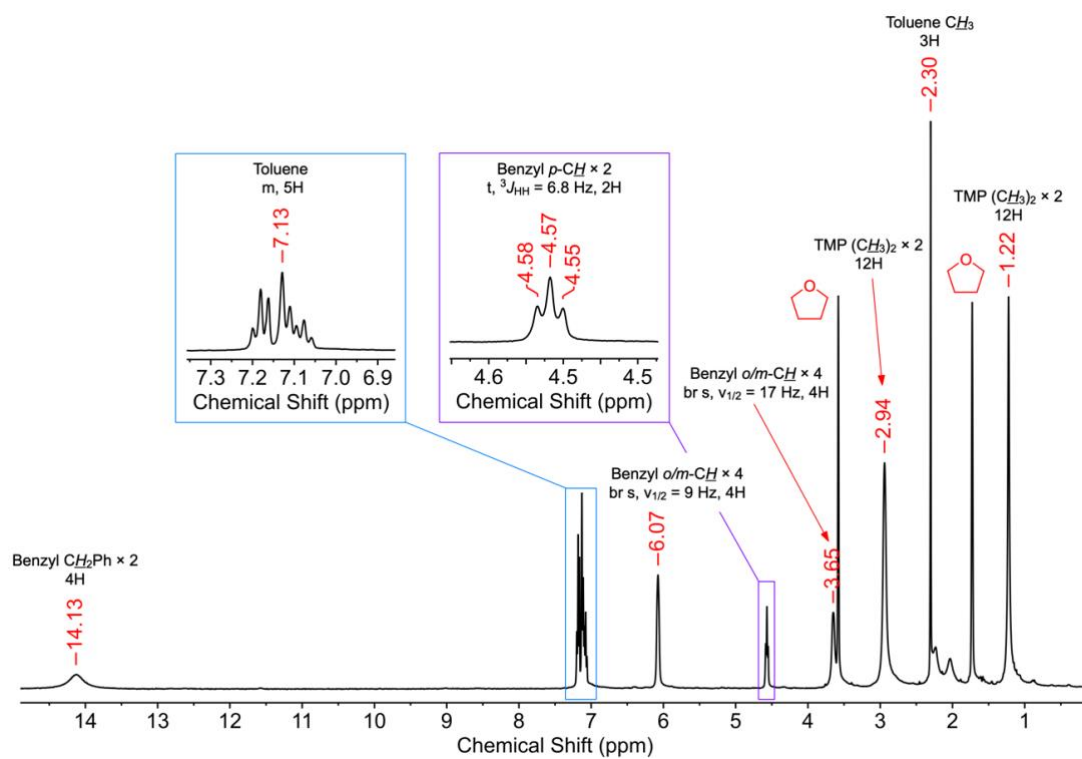 Toluene CH₃
3H
2.30
Toluene
m, 5H
7.13
7.3 7.2 7.1 7.0 6.9
Chemical Shift (ppm)
Benzyl p-CH × 2
t, ³J_HH = 6.8 Hz, 2H
4.58
4.57
4.55
4.6 4.5 4.5
Chemical Shift (ppm)
TMP (CH₃)₂ × 2
12H
1.22
TMP (CH₃)₂ × 2
12H
2.94
O
O
Benzyl o/m-CH × 4
br s, ν₁/₂ = 17 Hz, 4H
3.65
Benzyl o/m-CH × 4
br s, ν₁/₂ = 9 Hz, 4H
6.07
Benzyl CH₂Ph × 2
4H
14.13
14 13 12 11 10 9 8 7 6 5 4 3 2 1
Chemical Shift (ppm)